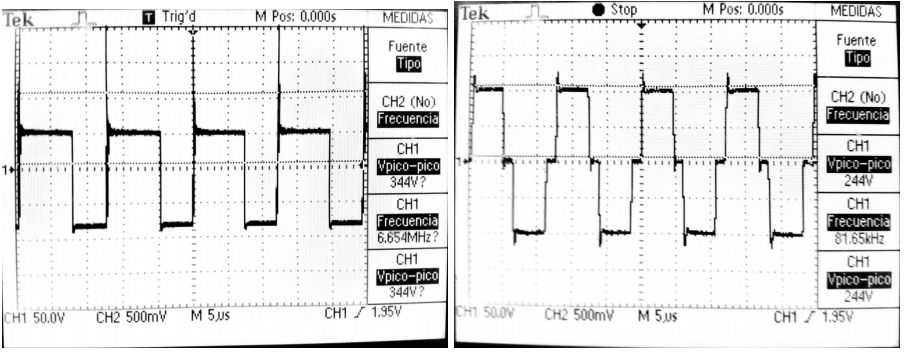 Tek T Trig'd M Pos: 0.000s MEDIDAS
Fuente
Tipo
CH2 (No)
Frecuencia
CH1
Vpico-pico
344V?
CH1
Frecuencia
6.654MHz?
CH1
Vpico-pico
344V?
1
CH1 50.0V CH2 500mV M 5µs CH1 1.95V
Tek Stop M Pos: 0.000s MEDIDAS
Fuente
Tipo
CH2 (No)
Frecuencia
CH1
Vpico-pico
244V
CH1
Frecuencia
81.65kHz
CH1
Vpico-pico
244V
1
CH1 50.0V CH2 500mV M 5µs CH1 1.95V